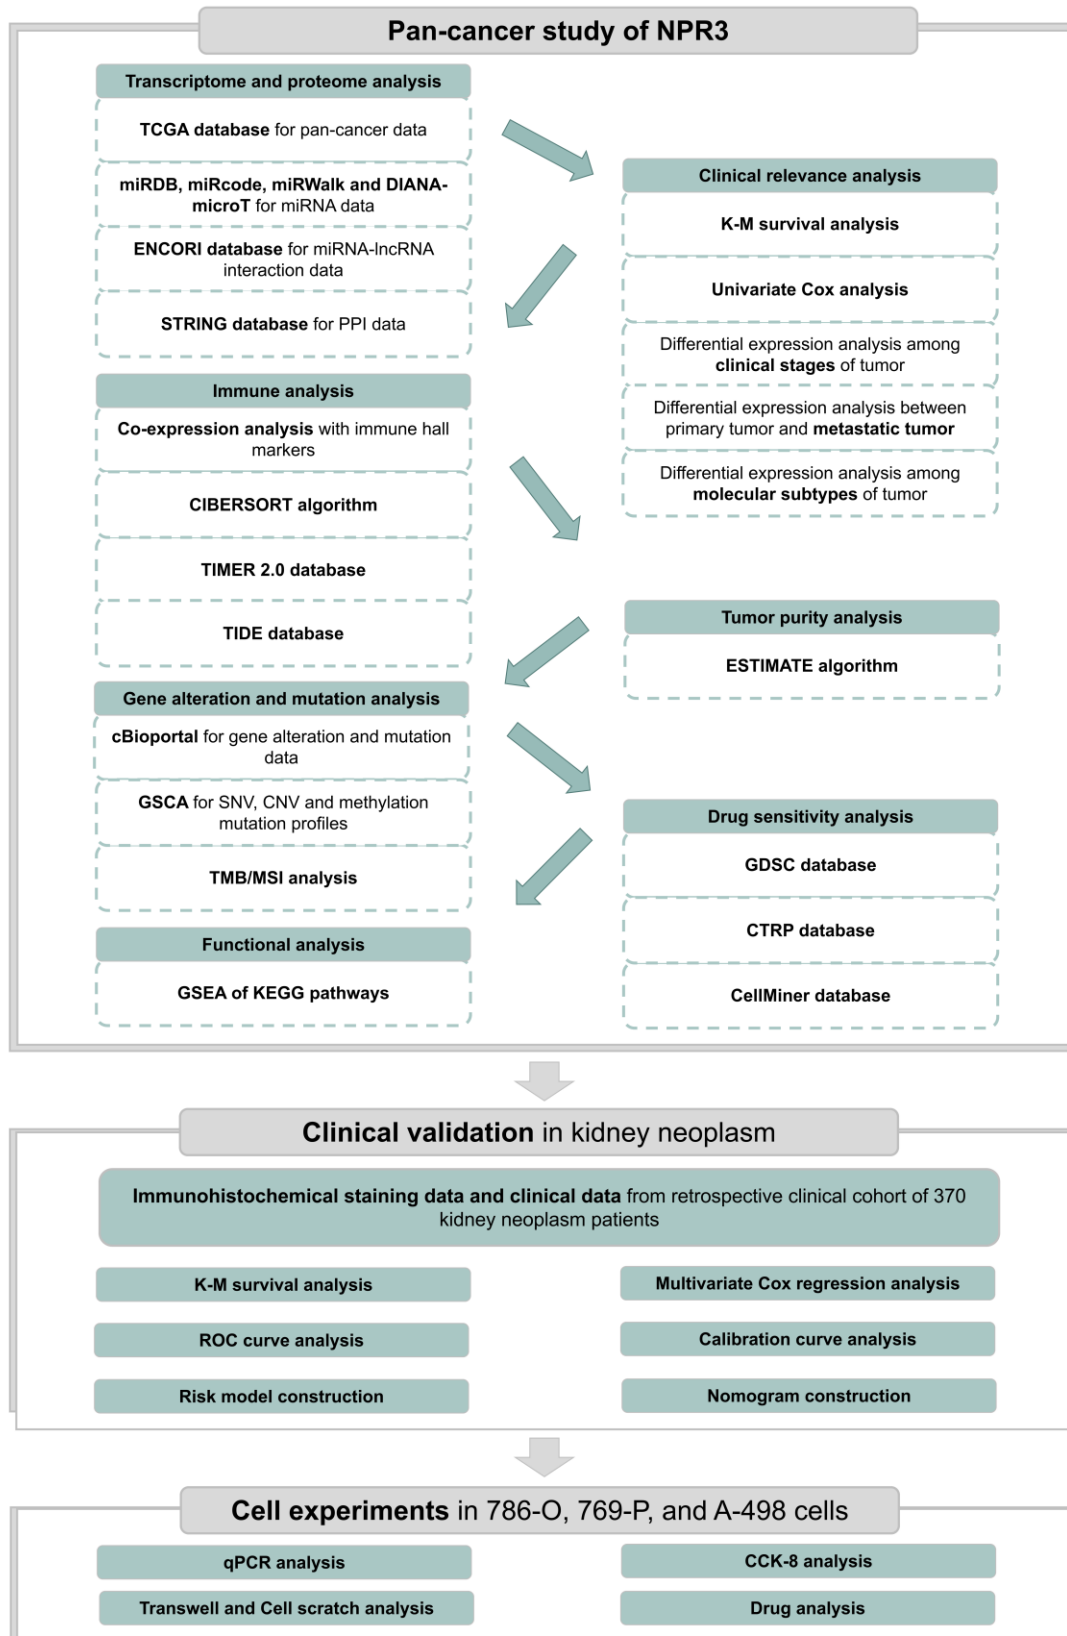 Pan-cancer study of NPR3
Transcriptome and proteome analysis
TCGA database for pan-cancer data
miRDB, miRcode, miRWalk and DIANA-
microT for miRNA data
ENCORI database for miRNA-lncRNA
interaction data
STRING database for PPI data
Clinical relevance analysis
K-M survival analysis
Univariate Cox analysis
Differential expression analysis among
clinical stages of tumor
Differential expression analysis between
primary tumor and metastatic tumor
Differential expression analysis among
molecular subtypes of tumor
Immune analysis
Co-expression analysis with immune hall
markers
CIBERSORT algorithm
TIMER 2.0 database
TIDE database
Tumor purity analysis
ESTIMATE algorithm
Gene alteration and mutation analysis
cBioportal for gene alteration and mutation
data
GSCA for SNV, CNV and methylation
mutation profiles
TMB/MSI analysis
Drug sensitivity analysis
GDSC database
CTRP database
CellMiner database
Functional analysis
GSEA of KEGG pathways
Clinical validation in kidney neoplasm
Immunohistochemical staining data and clinical data from retrospective clinical cohort of 370
kidney neoplasm patients
K-M survival analysis
Multivariate Cox regression analysis
ROC curve analysis
Calibration curve analysis
Risk model construction
Nomogram construction
Cell experiments in 786-O, 769-P, and A-498 cells
qPCR analysis
CCK-8 analysis
Transwell and Cell scratch analysis
Drug analysis